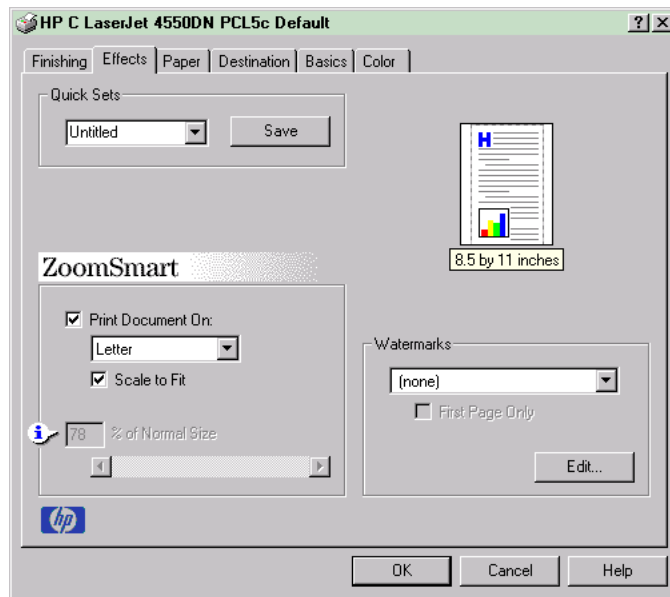 HP C LaserJet 4550DN PCL5c Default
Finishing Effects Paper Destination Basics Color
Quick Sets
Untitled
Save
H
8.5 by 11 inches
ZoomSmart
Print Document On:
Letter
Scale to Fit
i
78 % of Normal Size
Watermarks
(none)
First Page Only
Edit...
hp
OK Cancel Help